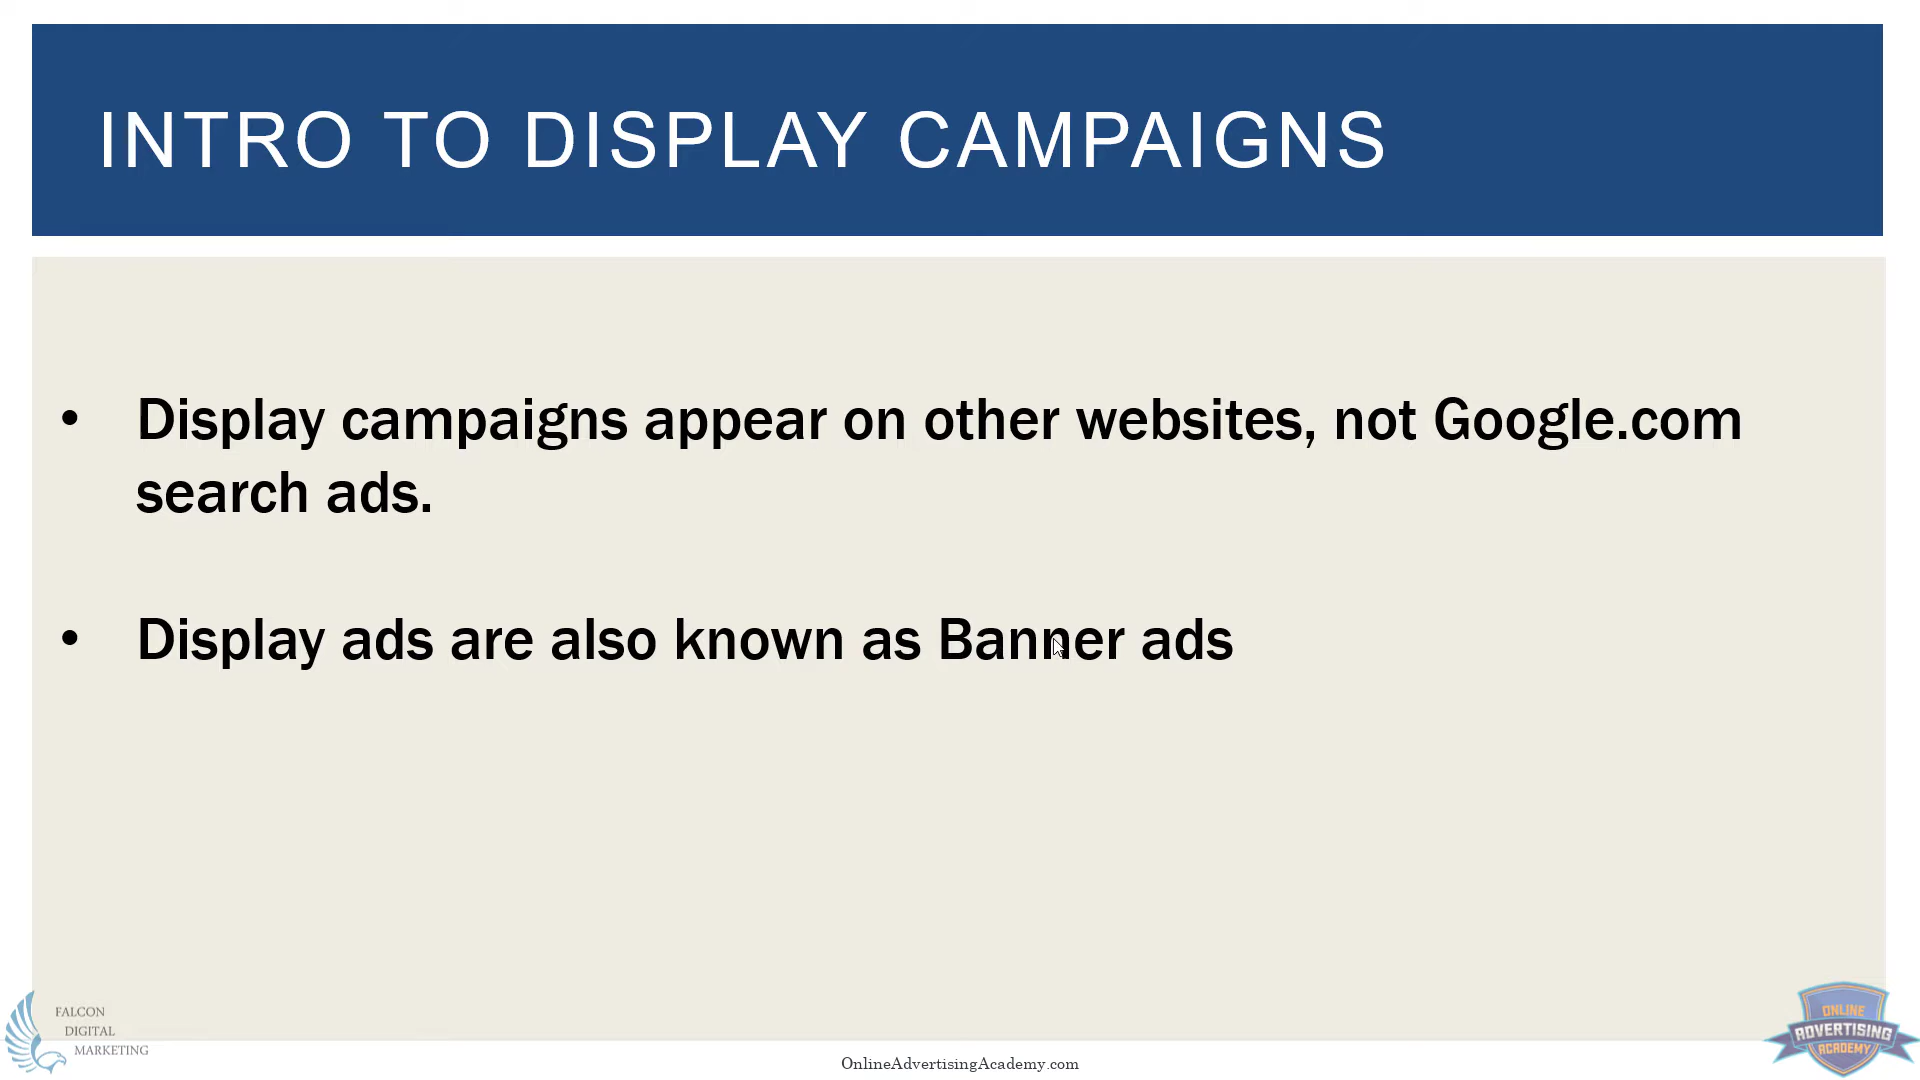 INTRO TO DISPLAY CAMPAIGNS
• Display campaigns appear on other websites, not Google.com
search ads.
• Display ads are also known as Banner ads
FALCON
DIGITAL
MARKETING
OnlineAdvertisingAcademy.com
ONLINE
ADVERTISING
ACADEMY